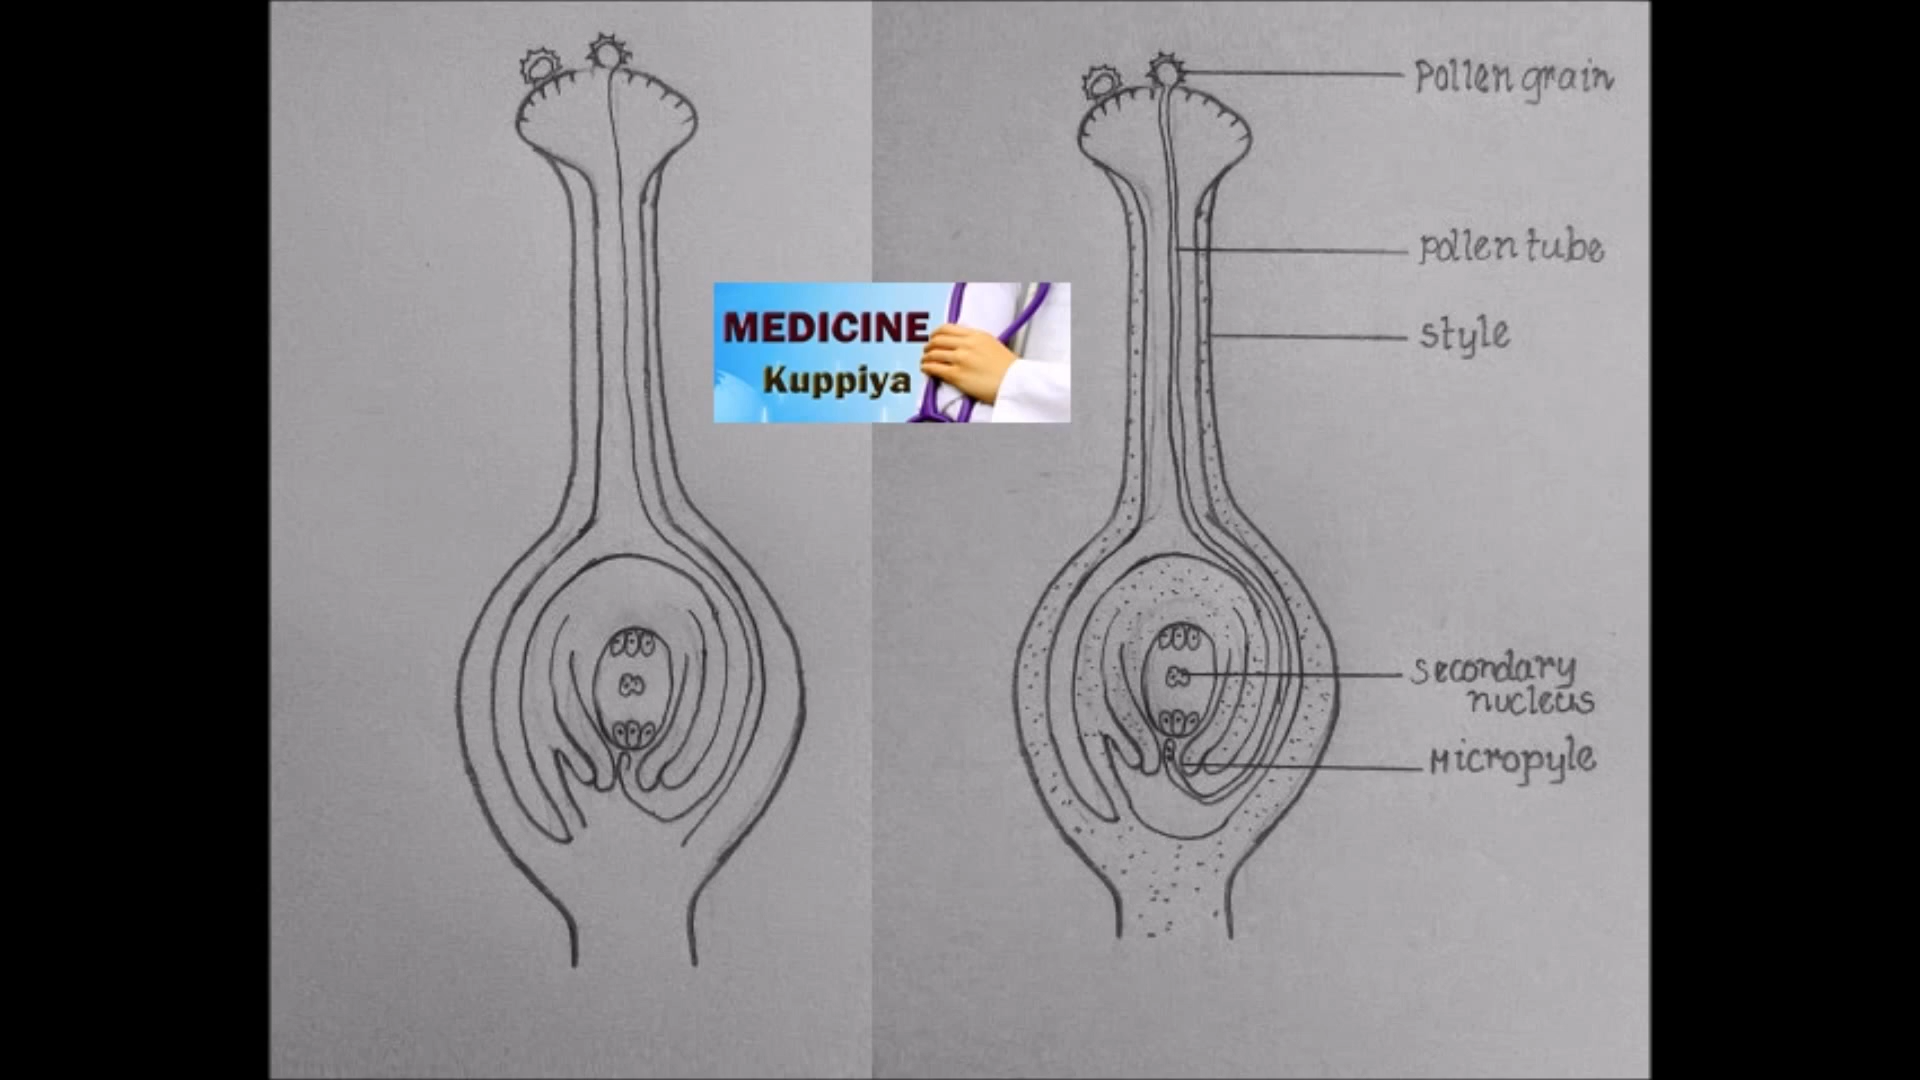 Pollen grain
pollen tube
MEDICINE
Kuppiya
style
secondary
nucleus
Micropyle